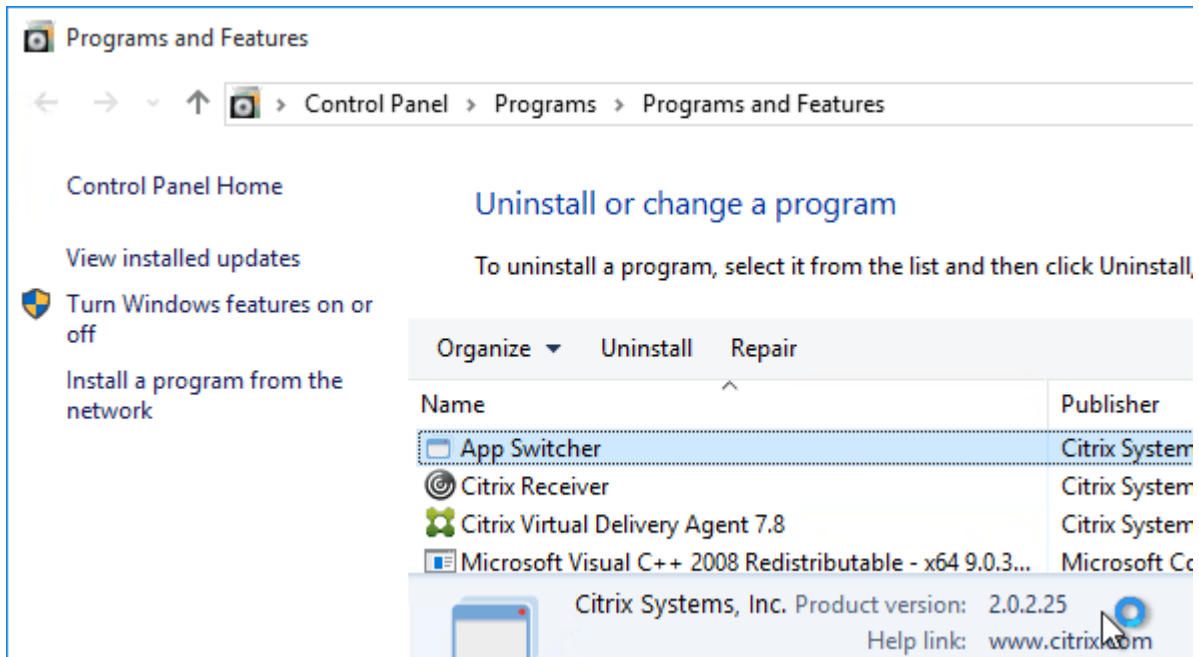 Programs and Features
Control Panel > Programs > Programs and Features
Control Panel Home
View installed updates
Turn Windows features on or
off
Install a program from the
network
Uninstall or change a program
To uninstall a program, select it from the list and then click Uninstall,
Organize Uninstall Repair
Name Publisher
App Switcher Citrix System
Citrix Receiver Citrix System
Citrix Virtual Delivery Agent 7.8 Citrix System
Microsoft Visual C++ 2008 Redistributable - x64 9.0.3... Microsoft Co
Citrix Systems, Inc. Product version: 2.0.2.25
Help link: www.citrix.com